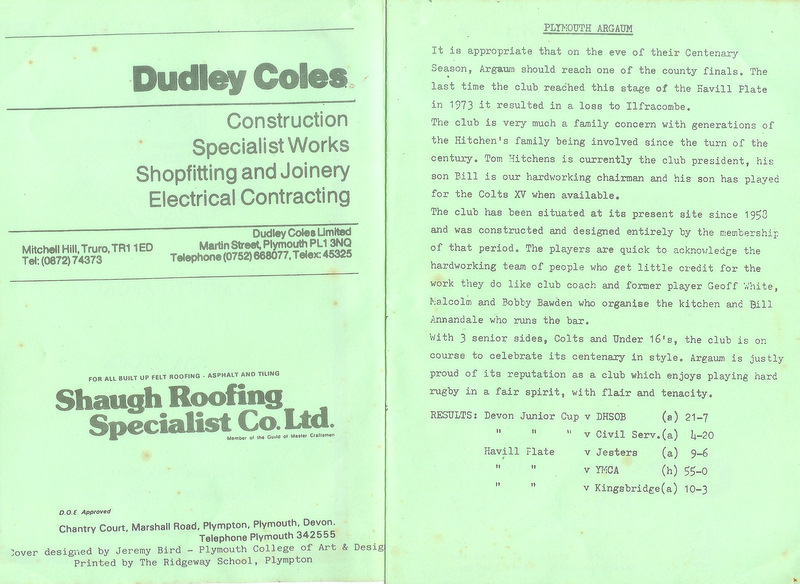 Dudley Coles
Construction
Specialist Works
Shopfitting and Joinery
Electrical Contracting
Dudley Coles Limited
Mitchell Hill, Truro, TR1 1ED
Martin Street, Plymouth PL1 3NQ
Tel: (0872) 74373
Telephone (0752) 668077, Telex: 45325
FOR ALL BUILT UP FELT ROOFING - ASPHALT AND TILING
Shaugh Roofing
Specialist Co. Ltd.
Member of the Guild of Master Craftsmen
D.O.E. Approved
Chantry Court, Marshall Road, Plympton, Plymouth, Devon.
Telephone Plymouth 342555
Cover designed by Jeremy Bird - Plymouth College of Art & Desig
Printed by The Ridgeway School, Plympton
PLYMOUTH ARGAUM
It is appropriate that on the eve of their Centenary
Season, Argaum should reach one of the county finals. The
last time the club reached this stage of the Havill Plate
in 1973 it resulted in a loss to Ilfracombe.
The club is very much a family concern with generations of
the Hitchen's family being involved since the turn of the
century. Tom Hitchens is currently the club president, his
son Bill is our hardworking chairman and his son has played
for the Colts XV when available.
The club has been situated at its present site since 1958
and was constructed and designed entirely by the membership
of that period. The players are quick to acknowledge the
hardworking team of people who get little credit for the
work they do like club coach and former player Geoff White,
Malcolm and Bobby Bawden who organise the kitchen and Bill
Annandale who runs the bar.
With 3 senior sides, Colts and Under 16's, the club is on
course to celebrate its centenary in style. Argaum is justly
proud of its reputation as a club which enjoys playing hard
rugby in a fair spirit, with flair and tenacity.
RESULTS: Devon Junior Cup v DHSOB (a) 21-7
" " " v Civil Serv.(a) 4-20
Havill Plate v Jesters (a) 9-6
" " v YMCA (h) 55-0
" " v Kingsbridge(a) 10-3